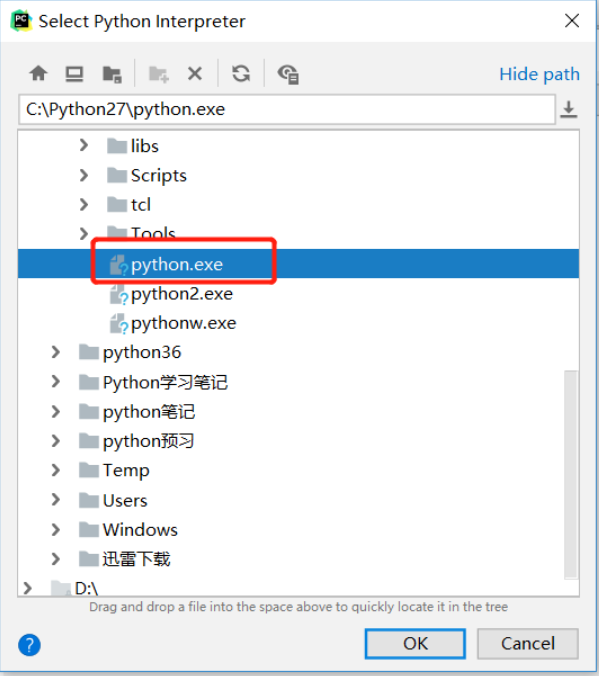 PC
Select Python Interpreter
Hide path
C:\Python27\python.exe
libs
Scripts
tcl
Tools
python.exe
python2.exe
pythonw.exe
python36
Python学习笔记
python笔记
python预习
Temp
Users
Windows
迅雷下载
D:\
Drag and drop a file into the space above to quickly locate it in the tree
?
OK
Cancel